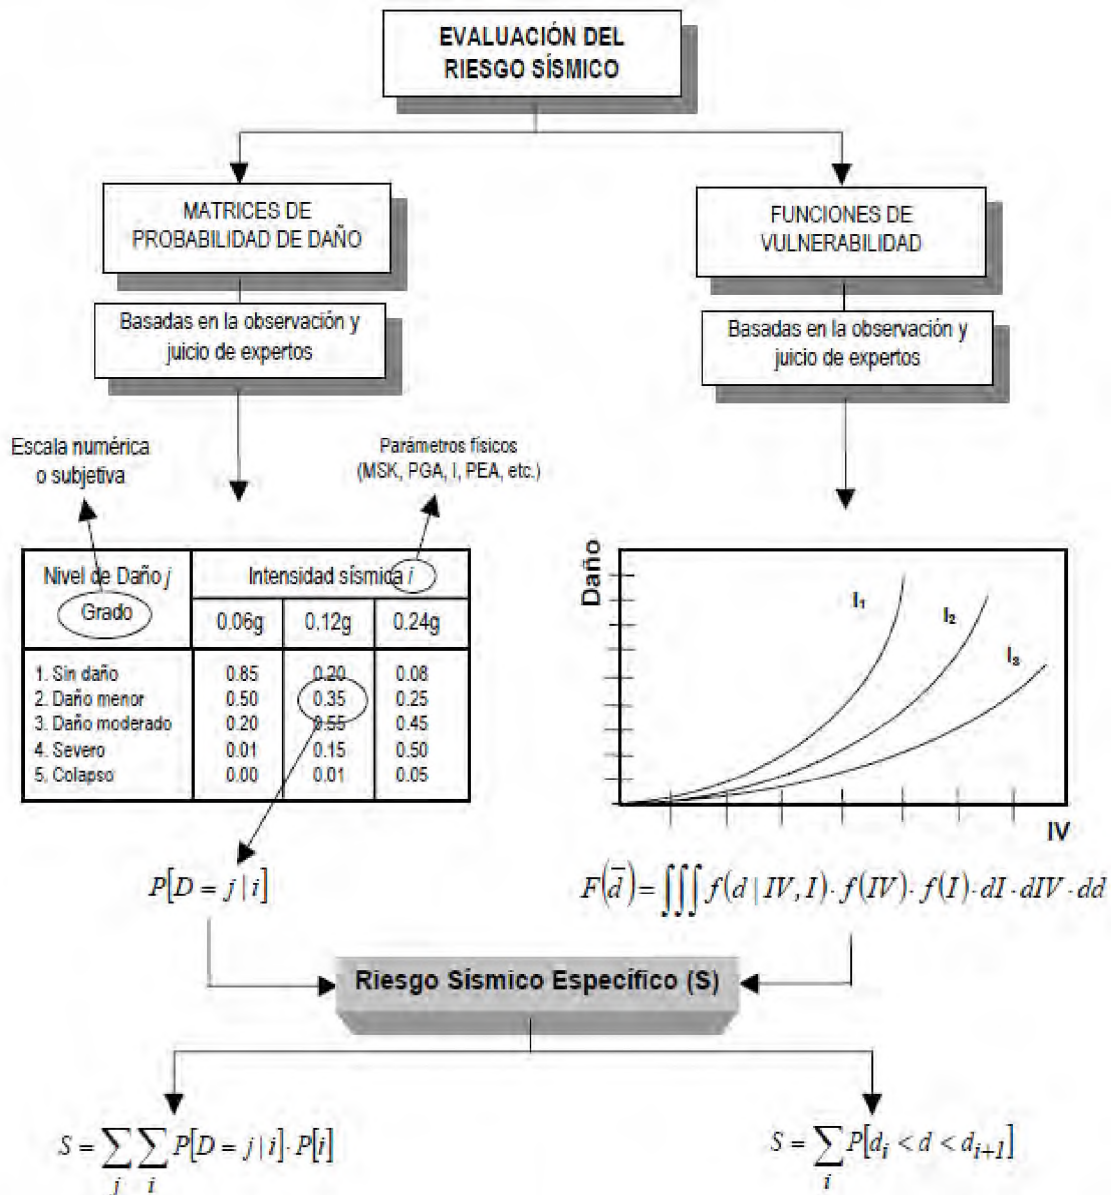 EVALUACIÓN DEL
RIESGO SÍSMICO
MATRICES DE
PROBABILIDAD DE DAÑO
FUNCIONES DE
VULNERABILIDAD
Basadas en la observación y
juicio de expertos
Basadas en la observación y
juicio de expertos
Escala numérica
o subjetiva
Parámetros físicos
(MSK, PGA, I, PEA, etc.)
Nivel de Daño j
Grado
Intensidad sísmica i
0.06g 0.12g 0.24g
1. Sin daño 0.85 0.20 0.08
2. Daño menor 0.50 0.35 0.25
3. Daño moderado 0.20 0.55 0.45
4. Severo 0.01 0.15 0.50
5. Colapso 0.00 0.01 0.05
Daño
I₁
I₂
I₃
IV
P[D = j | i]
F(d̅) = ∭ f(d | IV, I) · f(IV) · f(I) · dI · dIV · dd
Riesgo Sísmico Específico (S)
S = ∑j ∑i P[D = j | i] · P[i]
S = ∑i P[dᵢ < d < dᵢ₊₁]